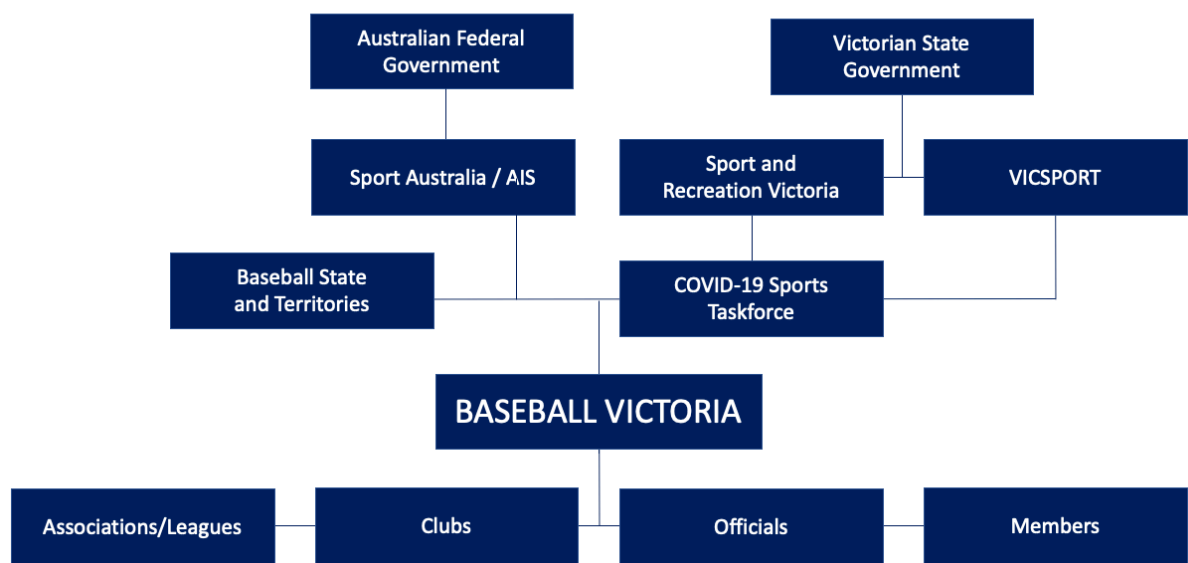 Australian Federal
Government
Victorian State
Government
Sport Australia / AIS
Sport and
Recreation Victoria
VICSPORT
Baseball State
and Territories
COVID-19 Sports
Taskforce
BASEBALL VICTORIA
Associations/Leagues
Clubs
Officials
Members